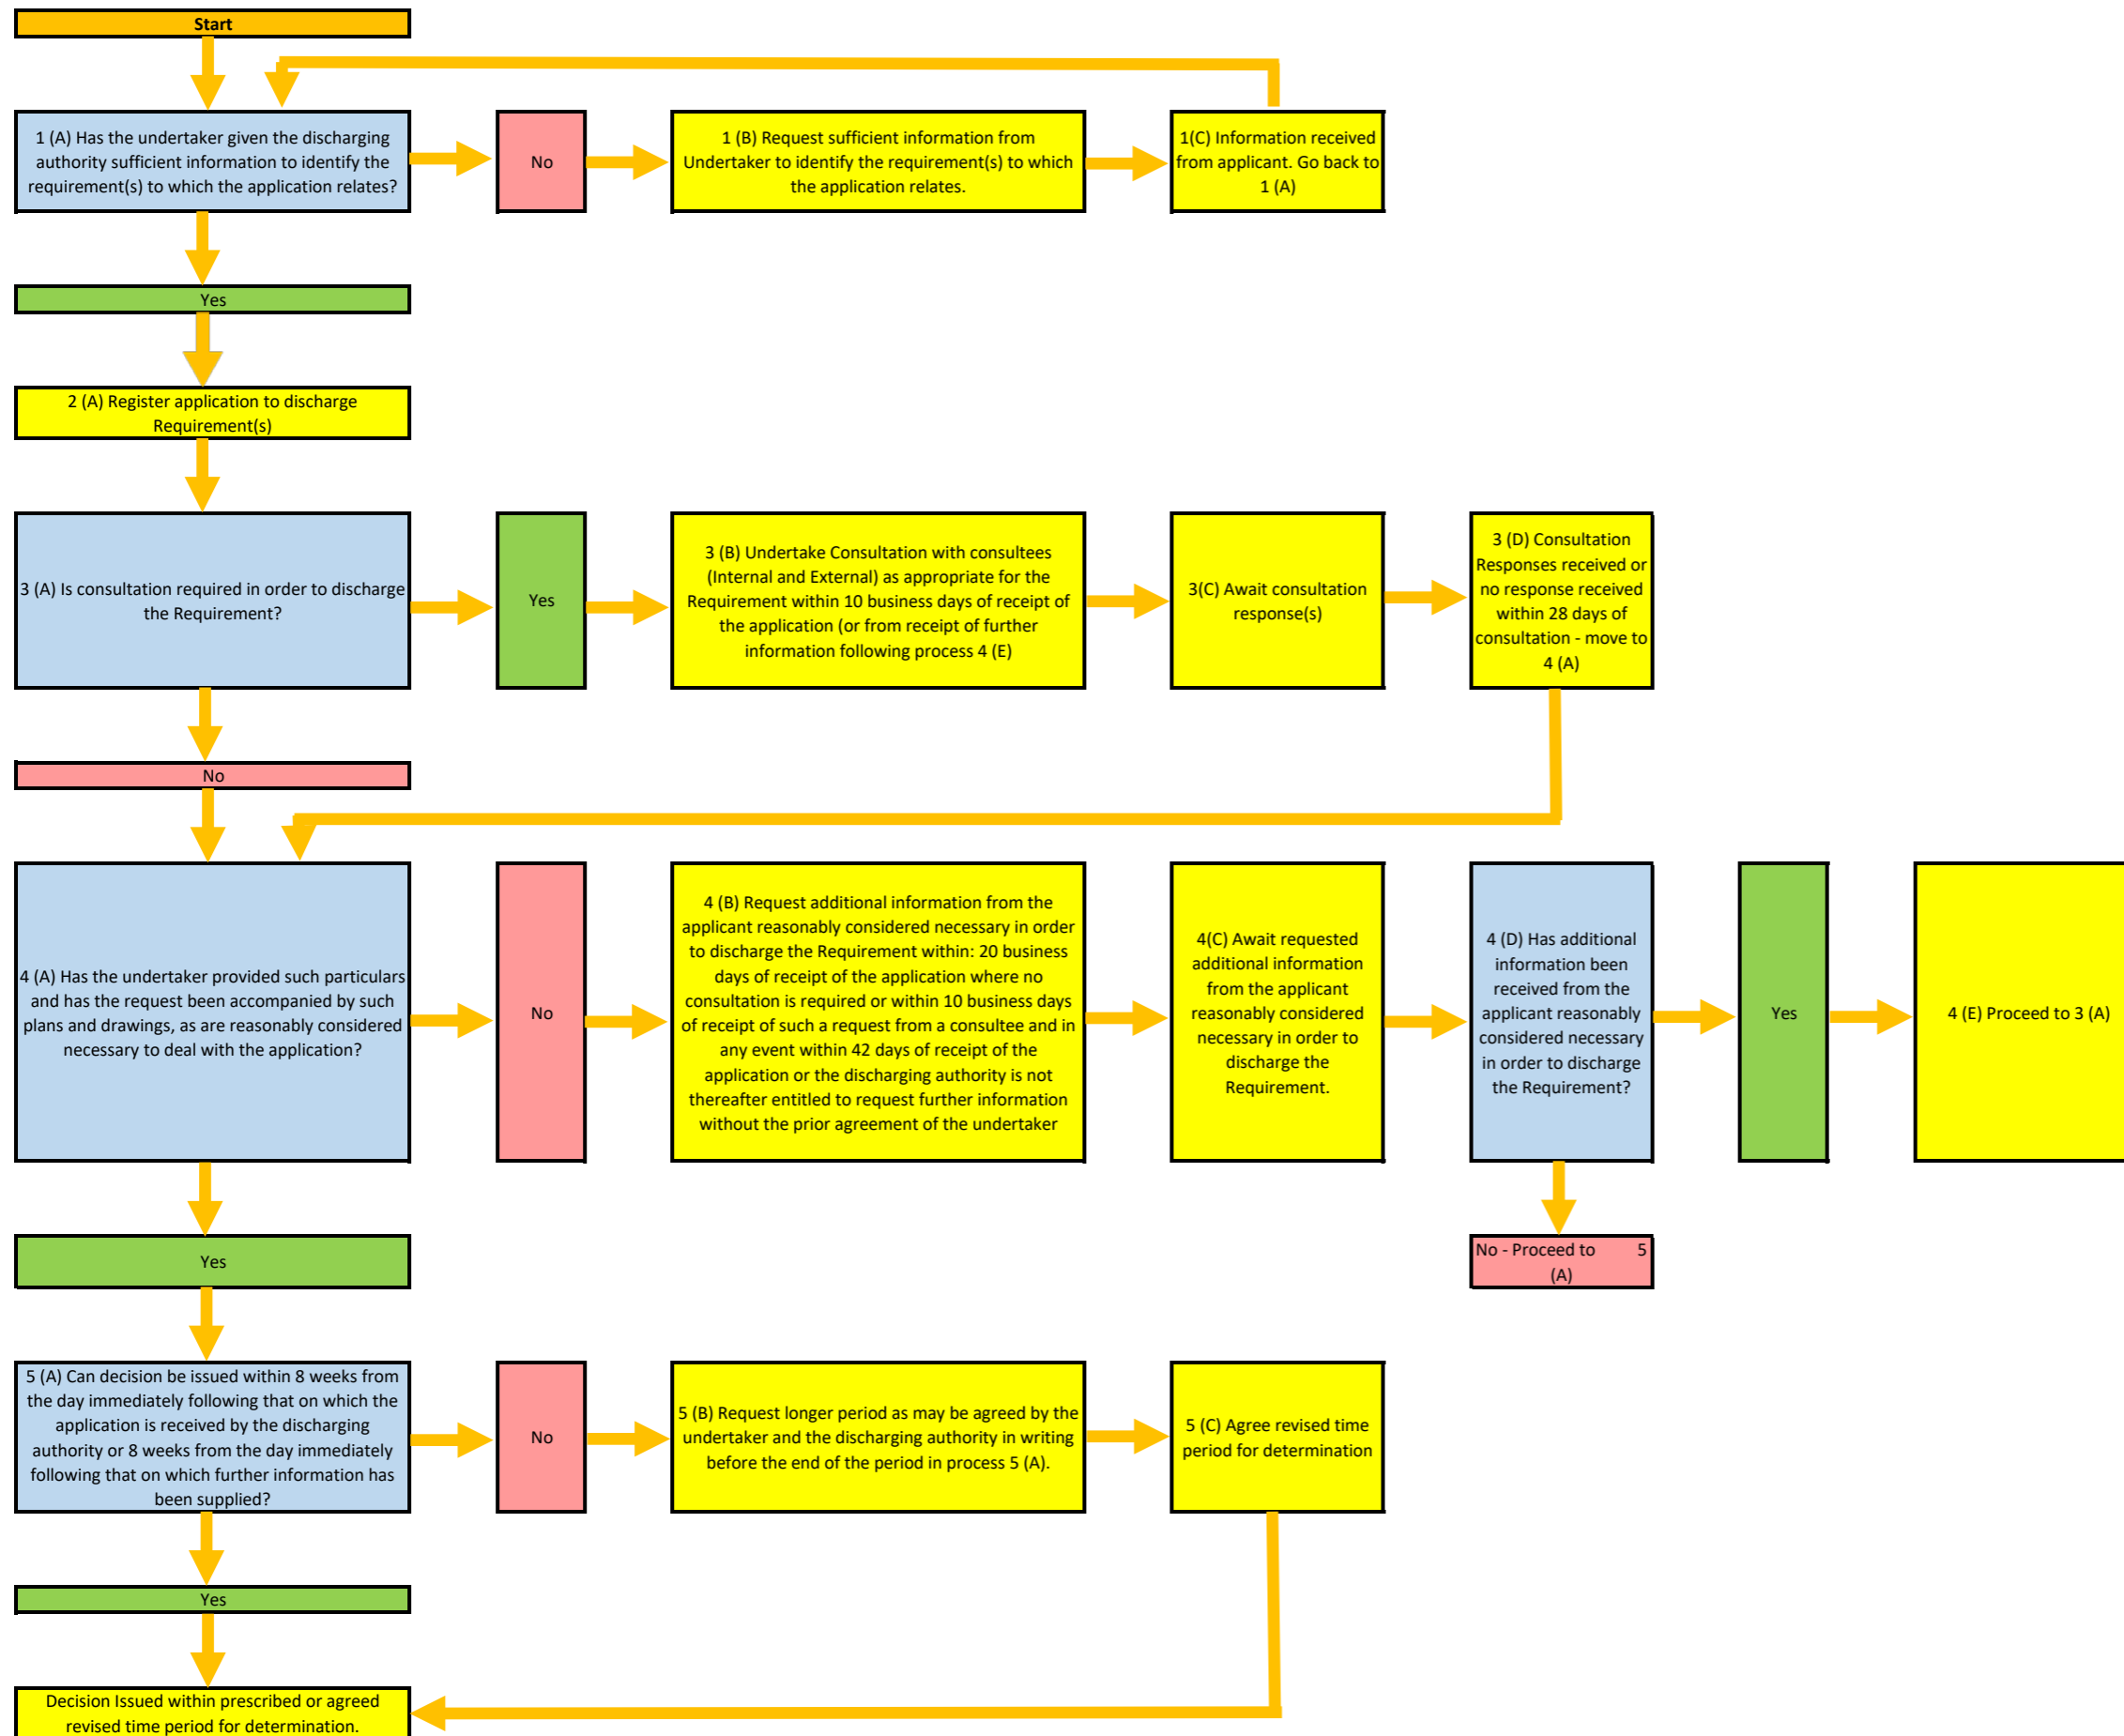 Start
1 (A) Has the undertaker given the discharging
authority sufficient information to identify the
requirement(s) to which the application relates?
No
1 (B) Request sufficient information from
Undertaker to identify the requirement(s) to which
the application relates.
1(C) Information received
from applicant. Go back to
1 (A)
Yes
2 (A) Register application to discharge
Requirement(s)
3 (A) Is consultation required in order to discharge
the Requirement?
Yes
3 (B) Undertake Consultation with consultees
(Internal and External) as appropriate for the
Requirement within 10 business days of receipt of
the application (or from receipt of further
information following process 4 (E)
3(C) Await consultation
response(s)
3 (D) Consultation
Responses received or
no response received
within 28 days of
consultation - move to
4 (A)
No
4 (A) Has the undertaker provided such particulars
and has the request been accompanied by such
plans and drawings, as are reasonably considered
necessary to deal with the application?
No
4 (B) Request additional information from the
applicant reasonably considered necessary in order
to discharge the Requirement within: 20 business
days of receipt of the application where no
consultation is required or within 10 business days
of receipt of such a request from a consultee and in
any event within 42 days of receipt of the
application or the discharging authority is not
thereafter entitled to request further information
without the prior agreement of the undertaker
4(C) Await requested
additional information
from the applicant
reasonably considered
necessary in order to
discharge the
Requirement.
4 (D) Has additional
information been
received from the
applicant reasonably
considered necessary
in order to discharge
the Requirement?
Yes
4 (E) Proceed to 3 (A)
Yes
No - Proceed to 5
(A)
5 (A) Can decision be issued within 8 weeks from
the day immediately following that on which the
application is received by the discharging
authority or 8 weeks from the day immediately
following that on which further information has
been supplied?
No
5 (B) Request longer period as may be agreed by the
undertaker and the discharging authority in writing
before the end of the period in process 5 (A).
5 (C) Agree revised time
period for determination
Yes
Decision Issued within prescribed or agreed
revised time period for determination.